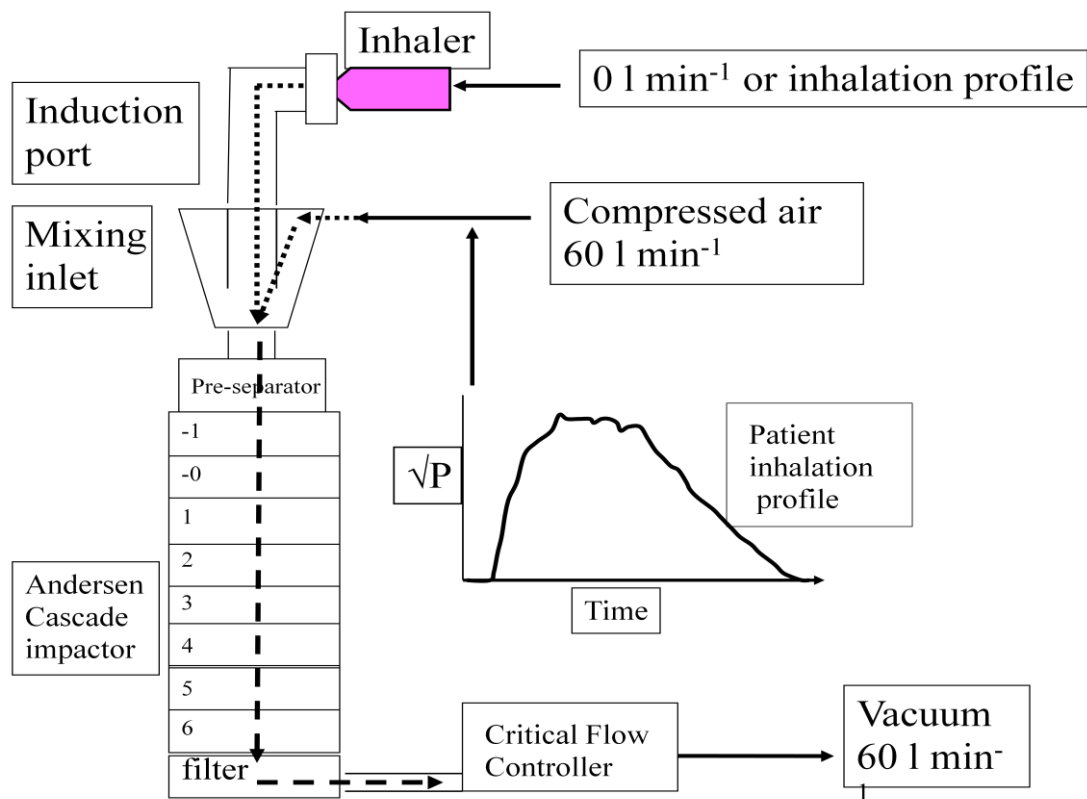 Inhaler
0 l min-1 or inhalation profile
Induction
port
Compressed air
60 l min-1
Mixing
inlet
Pre-separator
-1
-0
1
2
3
4
5
6
filter
Andersen
Cascade
impactor
√P
Patient
inhalation
profile
Time
Critical Flow
Controller
Vacuum
60 l min-
1